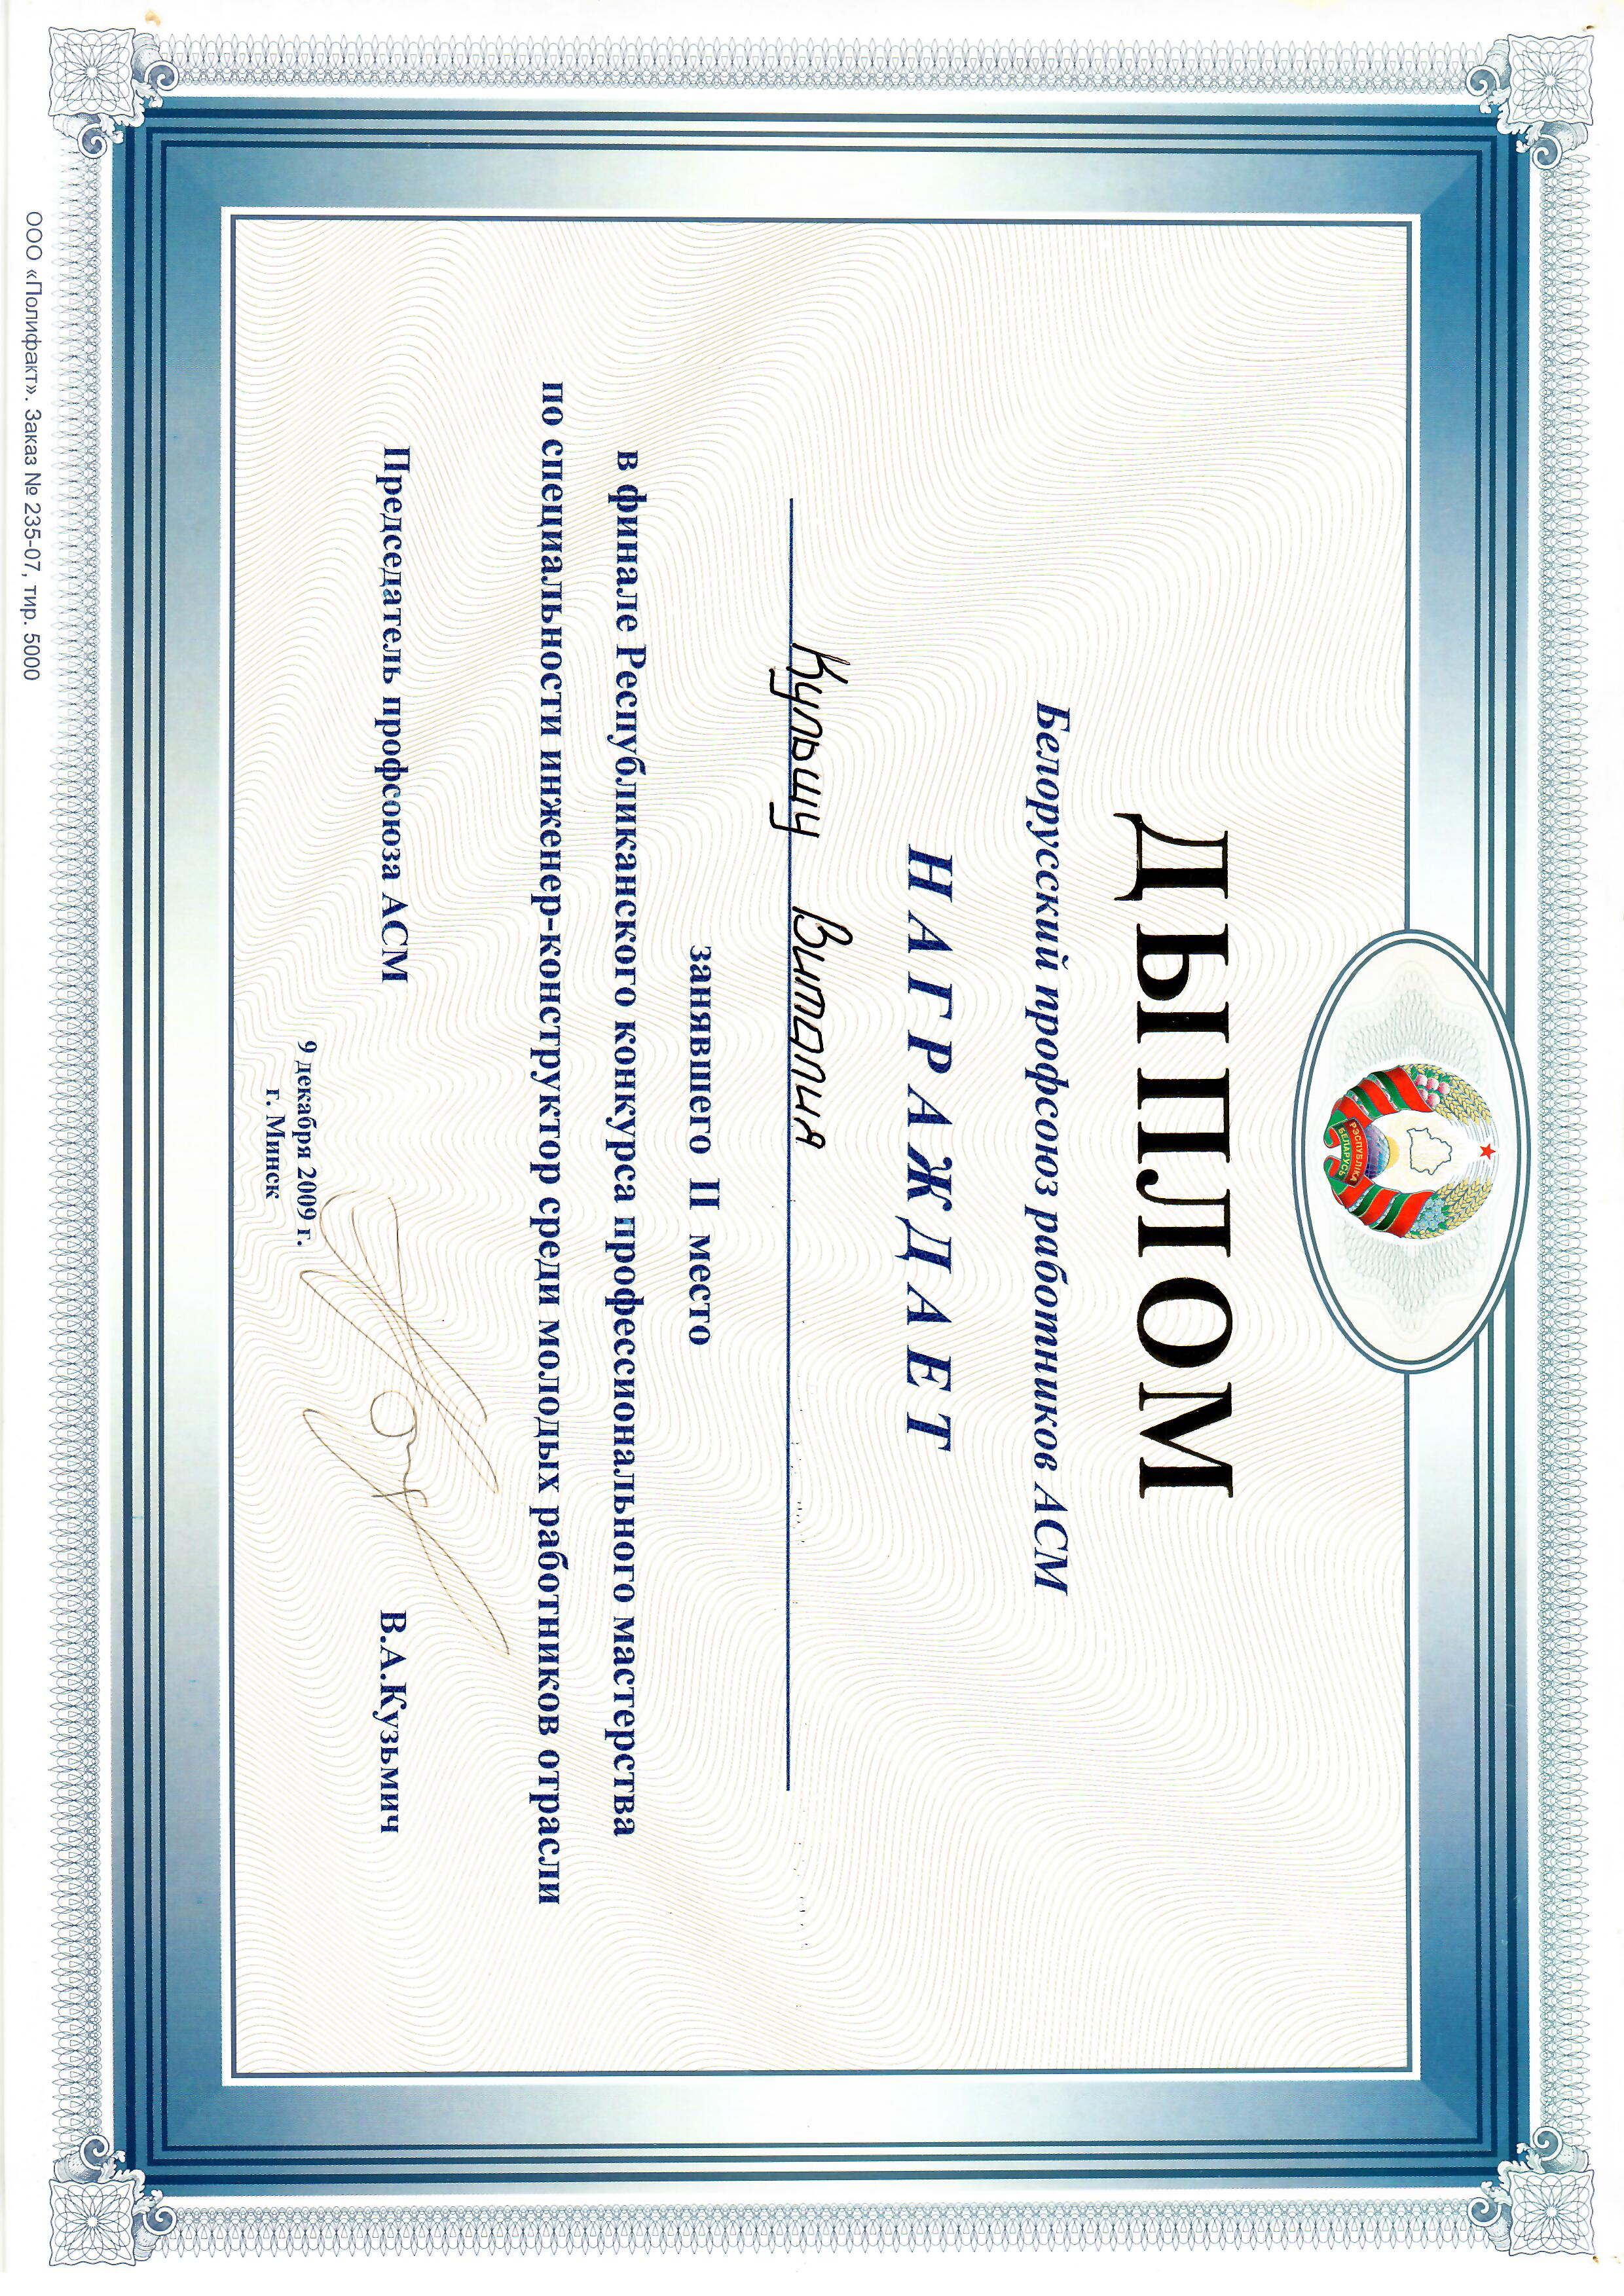 РЭСПУБЛІКА
БЕЛАРУСЬ
ДЫПЛОМ
Белорусский профсоюз работников АСМ
НАГРАЖДАЕТ
Кульшу Виталия
занявшего II место
в финале Республиканского конкурса профессионального мастерства
по специальности инженер-конструктор среди молодых работников отрасли
Председатель профсоюза АСМ В.А.Кузьмич
9 декабря 2009 г.
г. Минск
ООО «Полифакт». Заказ № 235-07, тир. 5000